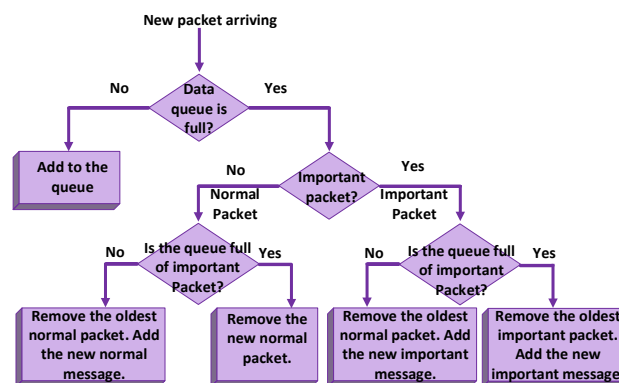 New packet arriving
No
Data
queue is
full?
Yes
Add to the
queue
No
Important
packet?
Yes
Normal
Packet
Important
Packet
No
Is the queue full
of important
Packet?
Yes
No
Is the queue full
of important
Packet?
Yes
Remove the oldest
normal packet. Add
the new normal
message.
Remove the
new normal
packet.
Remove the oldest
normal packet. Add
the new important
message.
Remove the oldest
important packet.
Add the new
important message